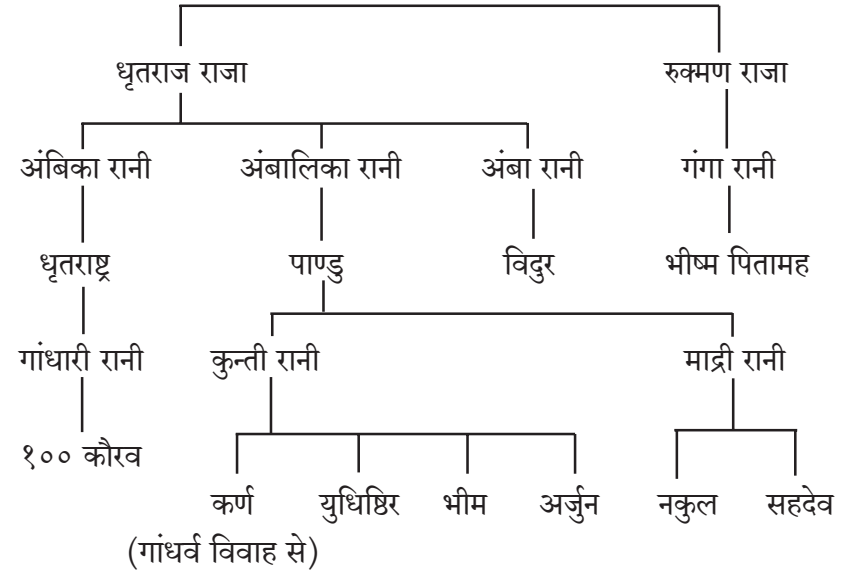 धृतराज राजा रुक्मण राजा
अंबिका रानी अंबालिका रानी अंबा रानी गंगा रानी
धृतराष्ट्र पाण्डु विदुर भीष्म पितामह
गांधारी रानी कुन्ती रानी माद्री रानी
१०० कौरव
कर्ण युधिष्ठिर भीम अर्जुन नकुल सहदेव
(गांधर्व विवाह से)